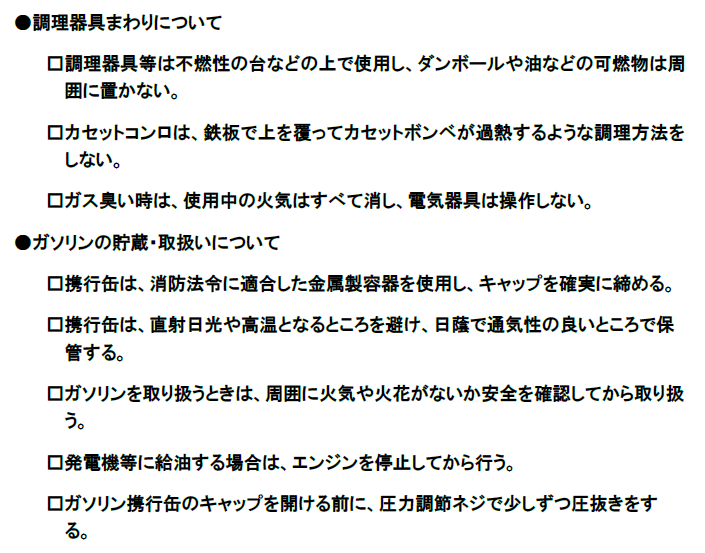 ●調理器具まわりについて
□調理器具等は不燃性の台などの上で使用し、ダンボールや油などの可燃物は周
囲に置かない。
□カセットコンロは、鉄板で上を覆ってカセットボンベが過熱するような調理方法を
しない。
□ガス臭い時は、使用中の火気はすべて消し、電気器具は操作しない。
●ガソリンの貯蔵・取扱いについて
□携行缶は、消防法令に適合した金属製容器を使用し、キャップを確実に締める。
□携行缶は、直射日光や高温となるところを避け、日蔭で通気性の良いところで保
管する。
□ガソリンを取り扱うときは、周囲に火気や火花がないか安全を確認してから取り扱
う。
□発電機等に給油する場合は、エンジンを停止してから行う。
□ガソリン携行缶のキャップを開ける前に、圧力調節ネジで少しずつ圧抜きをす
る。